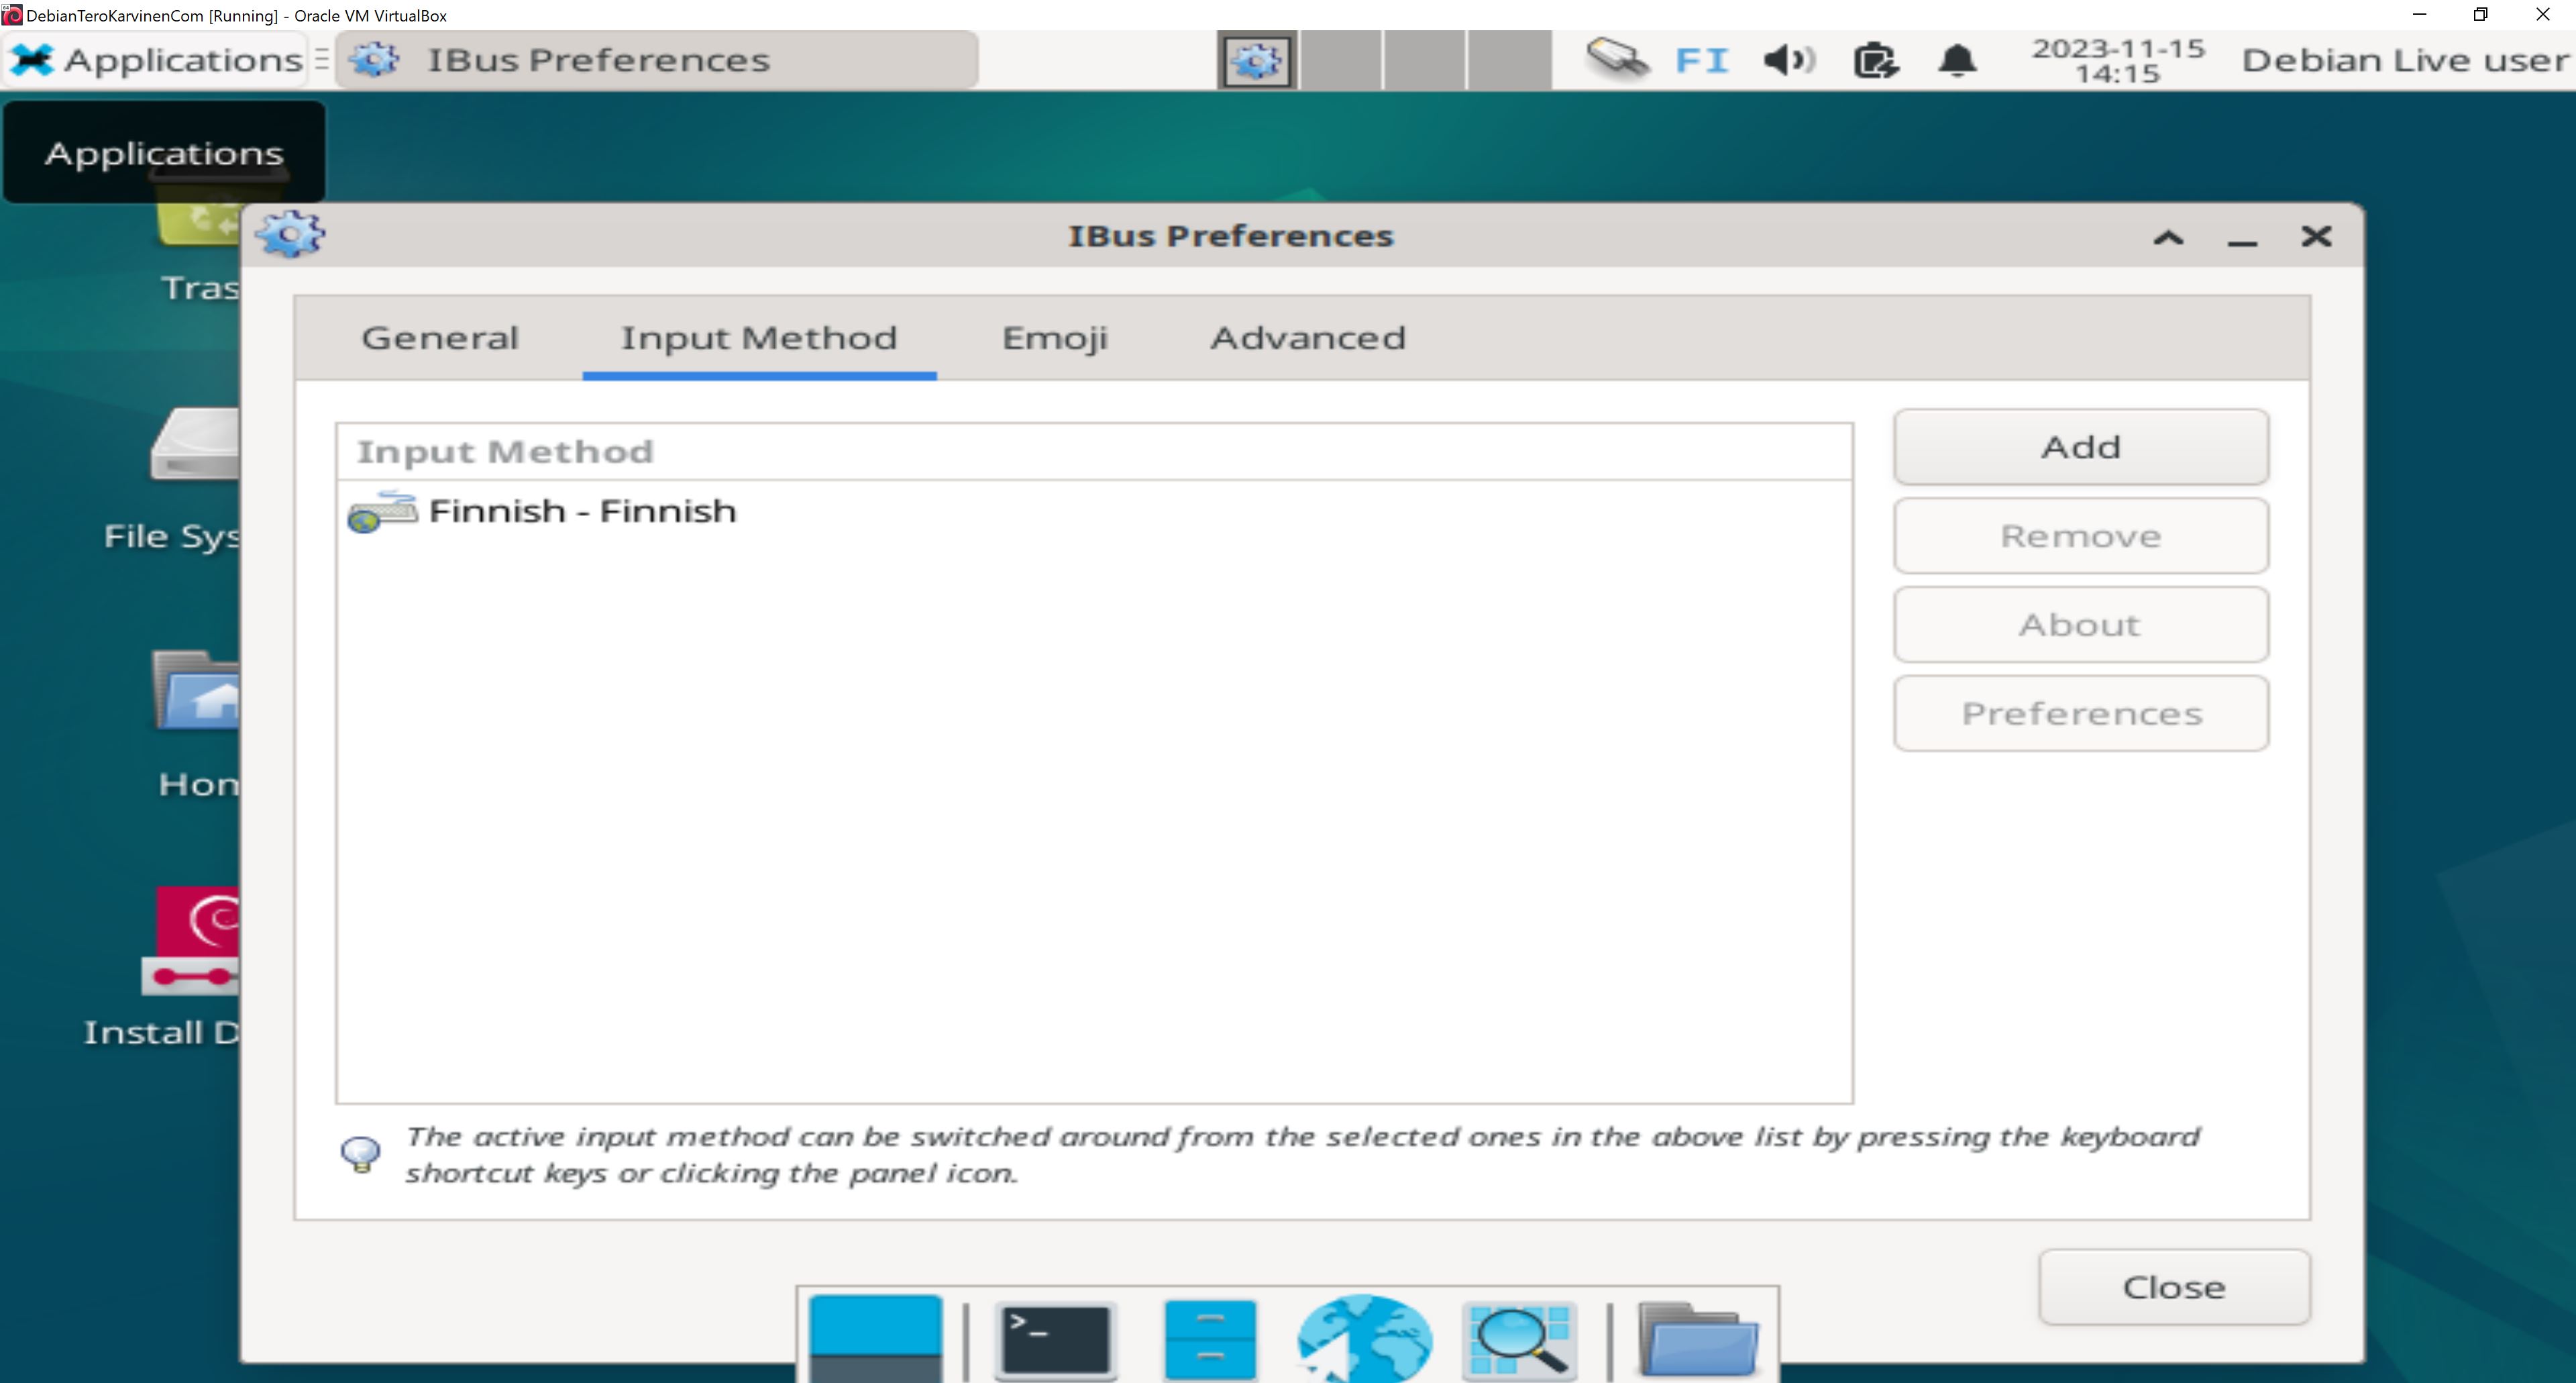 DebianTeroKarvinenCom [Running] - Oracle VM VirtualBox
Applications
IBus Preferences
FI
2023-11-15
14:15
Debian Live user
Applications
Tras
File Sys
Hom
Install D
IBus Preferences
General
Input Method
Emoji
Advanced
Input Method
Finnish - Finnish
Add
Remove
About
Preferences
The active input method can be switched around from the selected ones in the above list by pressing the keyboard
shortcut keys or clicking the panel icon.
Close
>_